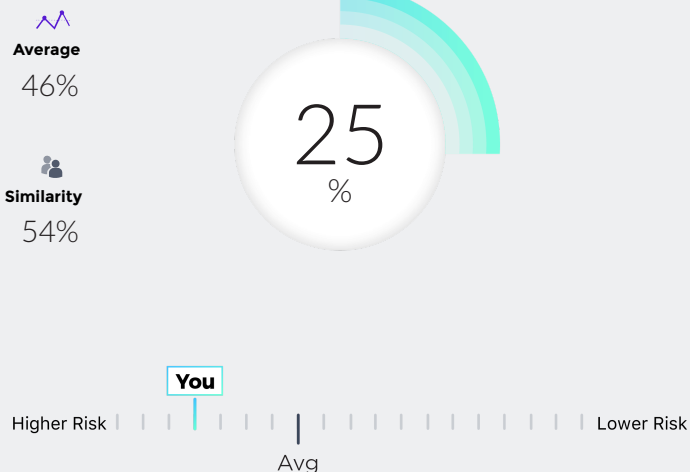 Average
46%
25
%
Similarity
54%
You
Higher Risk
Lower Risk
Avg